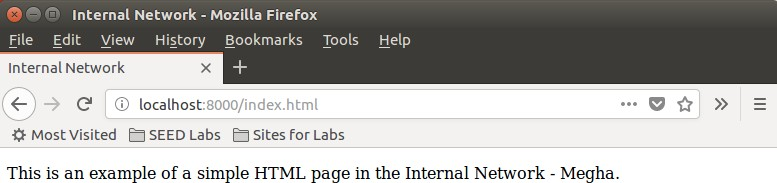 Internal Network - Mozilla Firefox
File Edit View History Bookmarks Tools Help
Internal Network
localhost:8000/index.html
Most Visited SEED Labs Sites for Labs
This is an example of a simple HTML page in the Internal Network - Megha.